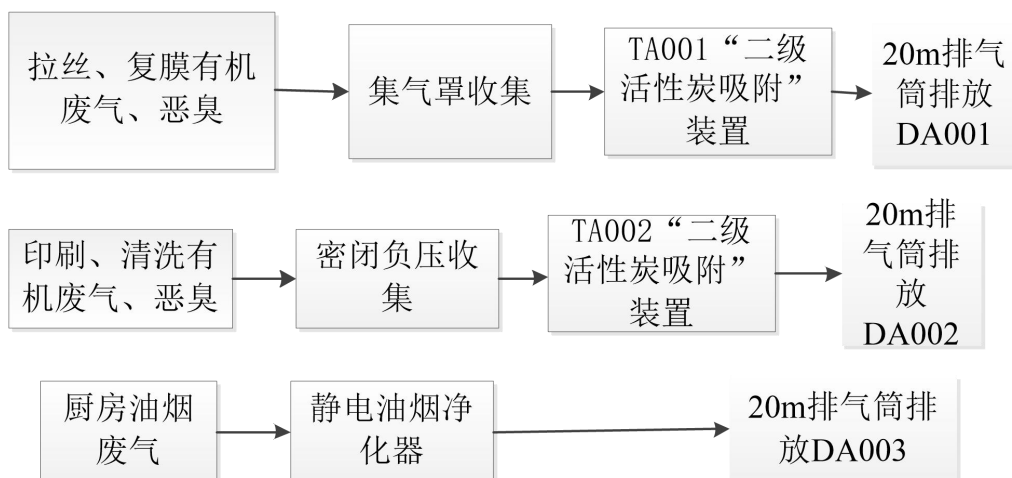 拉丝、复膜有机
废气、恶臭
集气罩收集
TA001“二级
活性炭吸附”
装置
20m排气
筒排放
DA001
印刷、清洗有
机废气、恶臭
密闭负压收
集
TA002“二级
活性炭吸附”
装置
20m排
气筒排
放
DA002
厨房油烟
废气
静电油烟净
化器
20m排气筒排
放DA003